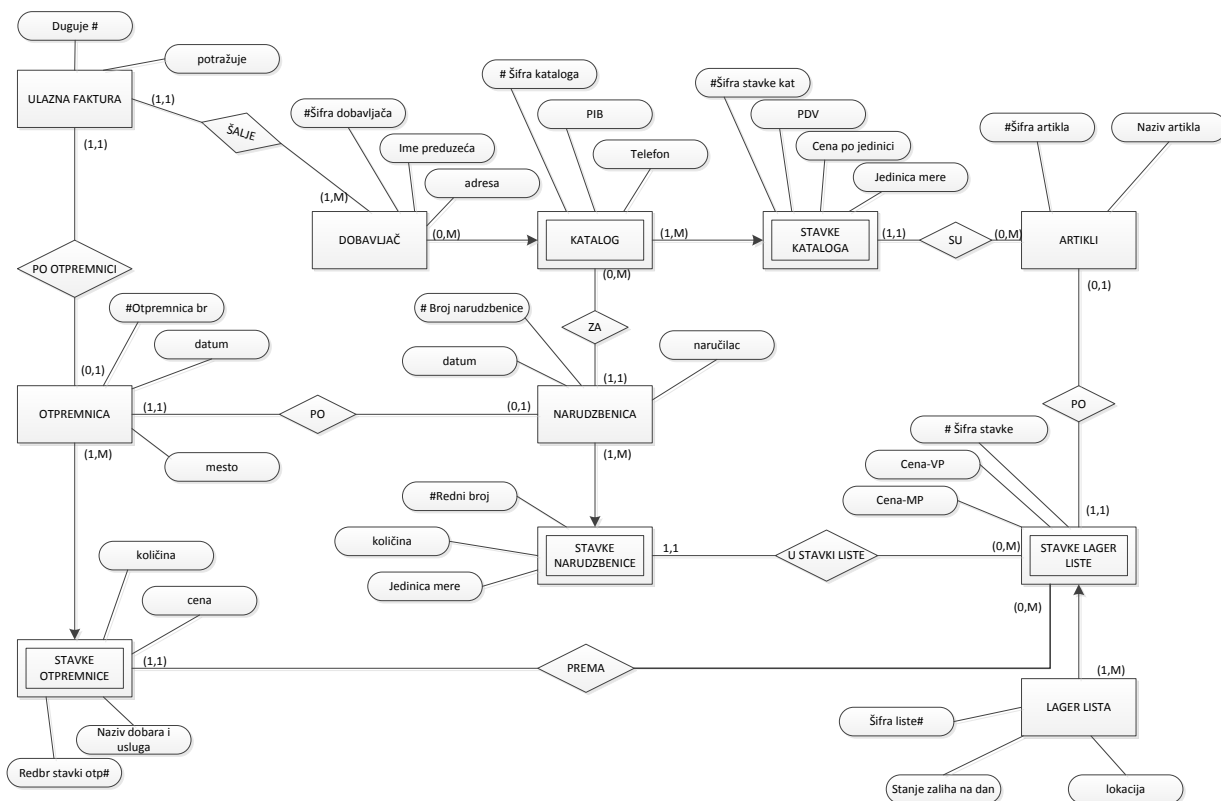 Duguje #
potražuje
ULAZNA FAKTURA
(1,1)
(1,1)
ŠALJE
#Šifra dobavljača
Ime preduzeća
adresa
(1,M)
DOBAVLJAČ
(0,M)
# Šifra kataloga
PIB
Telefon
KATALOG
(1,M)
(0,M)
#Šifra stavke kat
PDV
Cena po jedinici
Jedinica mere
STAVKE
KATALOGA
(1,1)
SU
(0,M)
#Šifra artikla
Naziv artikla
ARTIKLI
(0,1)
PO OTPREMNICI
#Otpremnica br
datum
(0,1)
OTPREMNICA
(1,1)
(1,M)
mesto
PO
(0,1)
ZA
# Broj narudzbenice
datum
naručilac
(1,1)
NARUDZBENICA
(1,M)
PO
# Šifra stavke
Cena-VP
Cena-MP
(1,1)
#Redni broj
količina
Jedinica mere
STAVKE
NARUDZBENICE
1,1
U STAVKI LISTE
(0,M)
STAVKE LAGER
LISTE
(0,M)
količina
cena
STAVKE
OTPREMNICE
(1,1)
PREMA
Naziv dobara i
usluga
Redbr stavki otp#
(1,M)
LAGER LISTA
Šifra liste#
Stanje zaliha na dan
lokacija